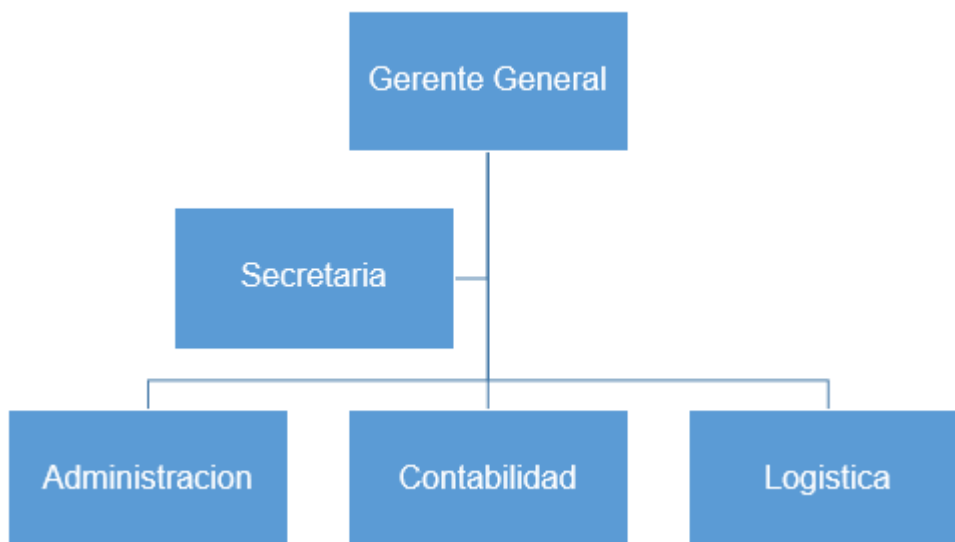 Gerente General
Secretaria
Administracion
Contabilidad
Logistica